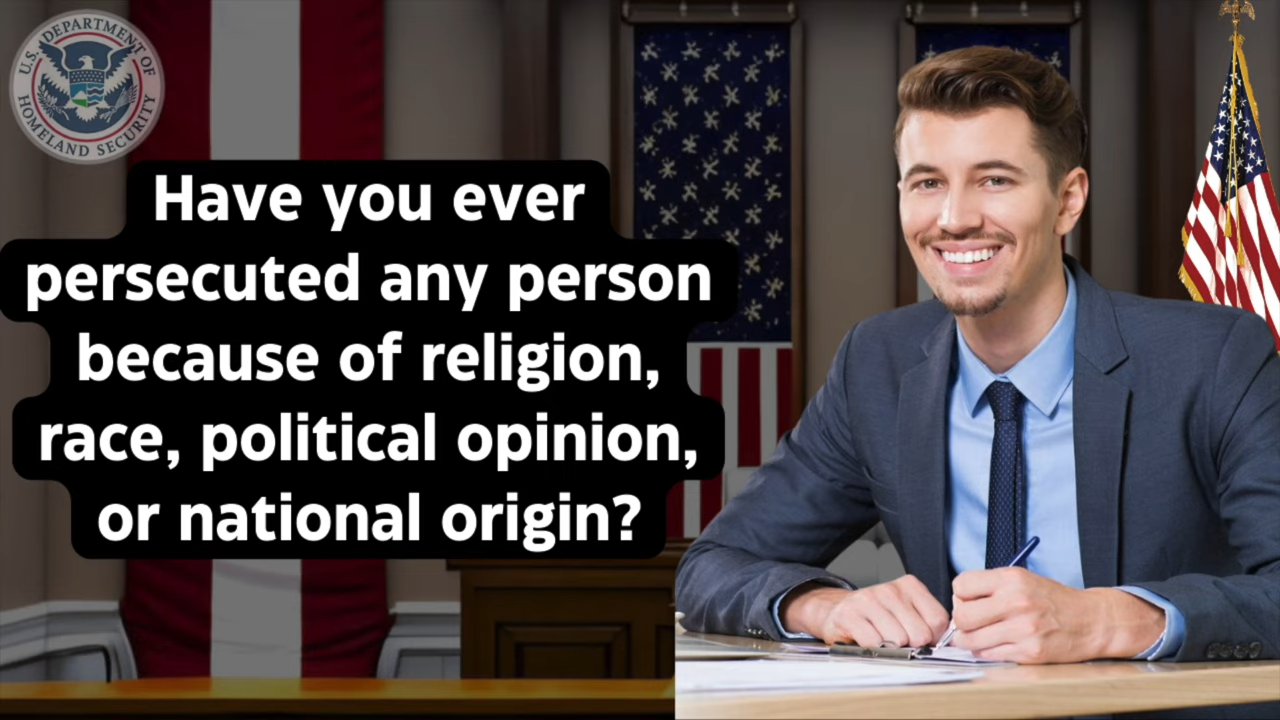 U.S. DEPARTMENT OF
HOMELAND SECURITY
Have you ever
persecuted any person
because of religion,
race, political opinion,
or national origin?